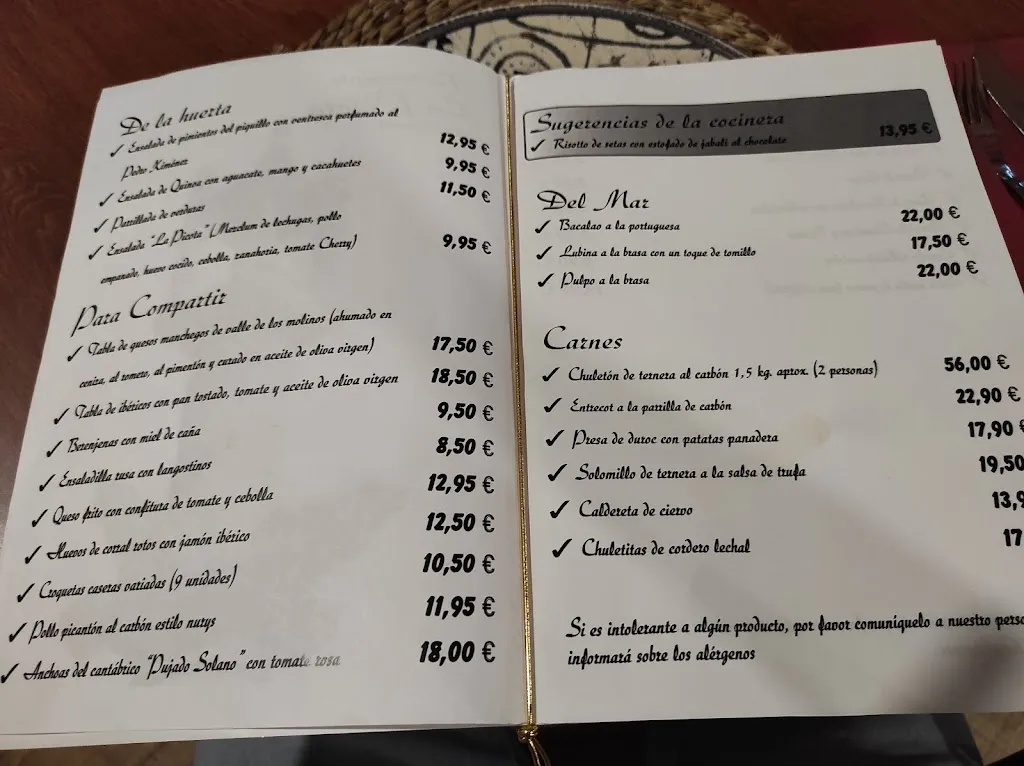 De la huerta
✓ Ensalada de pimientos del piquillo con ventresca perfumado al
Pedro Ximénez 12,95 €
✓ Ensalada de Quinoa con aguacate, mango y cacahuetes 9,95 €
✓ Parrillada de verduras 11,50 €
✓ Ensalada "La Picota" (Mezclum de lechugas, pollo
empanado, huevo cocido, cebolla, zanahoria, tomate Cherry) 9,95 €
Para Compartir
✓ Tabla de quesos manchegos de valle de los molinos (ahumado en
ceniza, al romero, al pimentón y curado en aceite de oliva virgen) 17,50 €
✓ Tabla de ibéricos con pan tostado, tomate y aceite de oliva virgen 18,50 €
✓ Berenjenas con miel de caña 9,50 €
✓ Ensaladilla rusa con langostinos 8,50 €
✓ Queso frito con confitura de tomate y cebolla 12,95 €
✓ Huevos de corral rotos con jamón ibérico 12,50 €
✓ Croquetas caseras variadas (9 unidades) 10,50 €
✓ Pollo picantón al carbón estilo nurys 11,95 €
✓ Anchoas del cantábrico "Pujado Solano" con tomate rosa 18,00 €
Sugerencias de la cocinera
✓ Risotto de setas con estofado de jabalí al chocolate 13,95 €
Del Mar
✓ Bacalao a la portuguesa 22,00 €
✓ Lubina a la brasa con un toque de tomillo 17,50 €
✓ Pulpo a la brasa 22,00 €
Carnes
✓ Chuletón de ternera al carbón 1,5 kg. aprox. (2 personas) 56,00 €
✓ Entrecot a la parrilla de carbón 22,90 €
✓ Presa de duroc con patatas panadera 17,90 €
✓ Solomillo de ternera a la salsa de trufa 19,50
✓ Caldereta de ciervo 13,9
✓ Chuletitas de cordero lechal 17
Si es intolerante a algún producto, por favor comuníquelo a nuestro perso
informará sobre los alérgenos